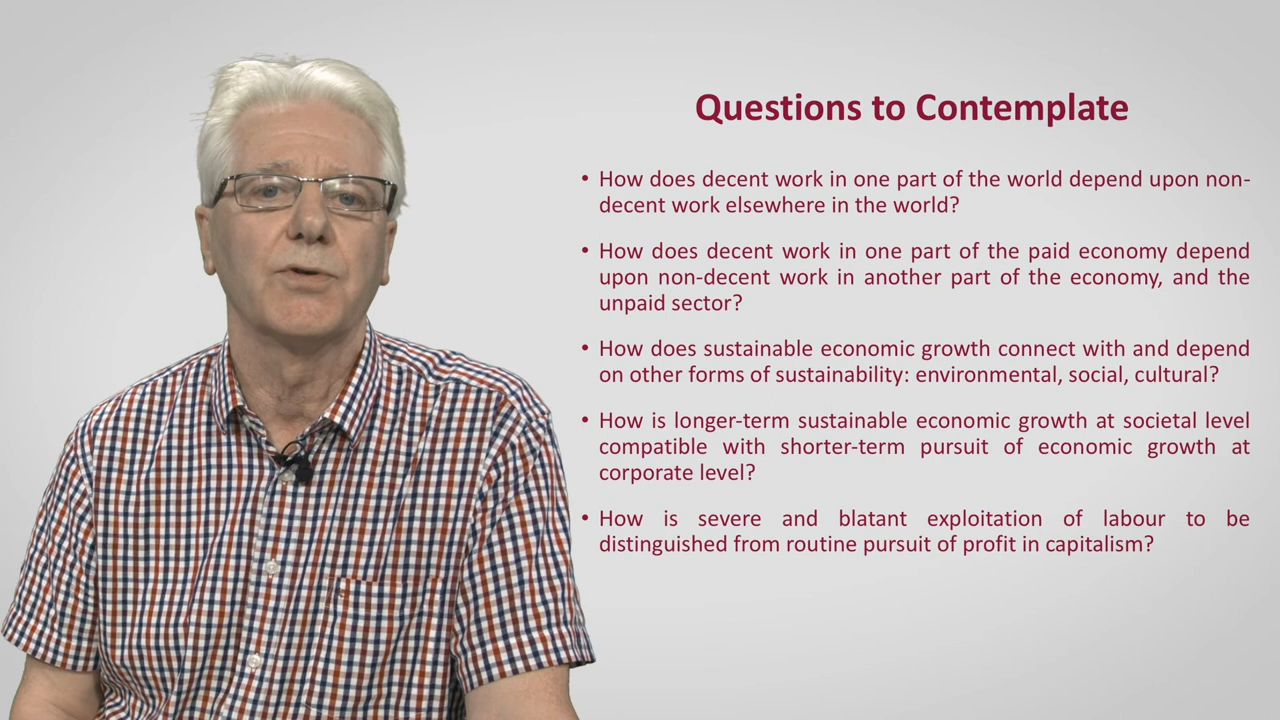 Questions to Contemplate
• How does decent work in one part of the world depend upon non-
decent work elsewhere in the world?
• How does decent work in one part of the paid economy depend
upon non-decent work in another part of the economy, and the
unpaid sector?
• How does sustainable economic growth connect with and depend
on other forms of sustainability: environmental, social, cultural?
• How is longer-term sustainable economic growth at societal level
compatible with shorter-term pursuit of economic growth at
corporate level?
• How is severe and blatant exploitation of labour to be
distinguished from routine pursuit of profit in capitalism?